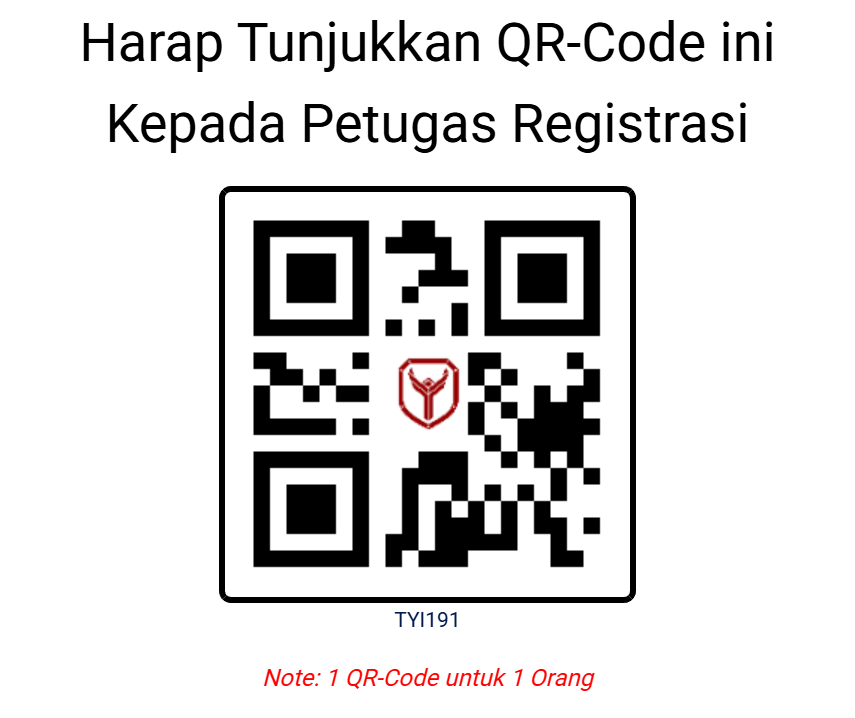 Harap Tunjukkan QR-Code ini
Kepada Petugas Registrasi
TYI191
Note: 1 QR-Code untuk 1 Orang